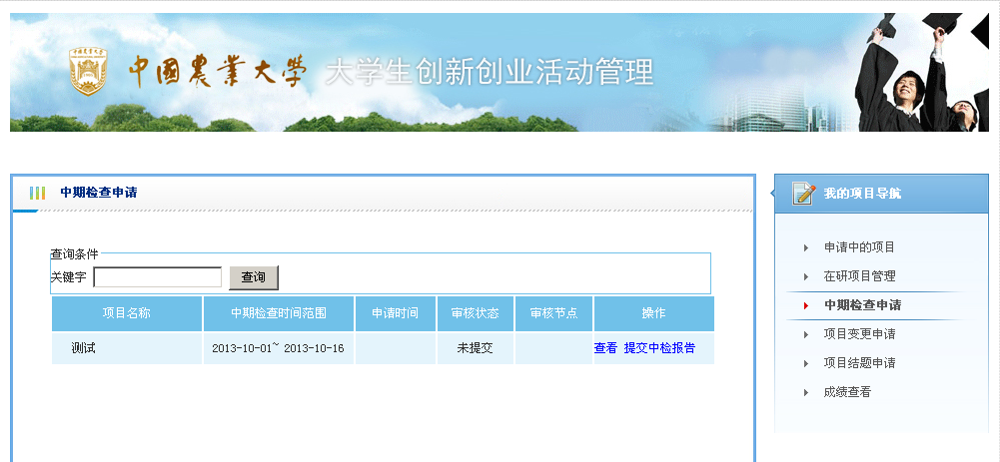 中国农业大学 大学生创新创业活动管理
中期检查申请
查询条件
关键字 查询
项目名称 中期检查时间范围 申请时间 审核状态 审核节点 操作
测试 2013-10-01~ 2013-10-16 未提交 查看 提交中检报告
我的项目导航
申请中的项目
在研项目管理
中期检查申请
项目变更申请
项目结题申请
成绩查看